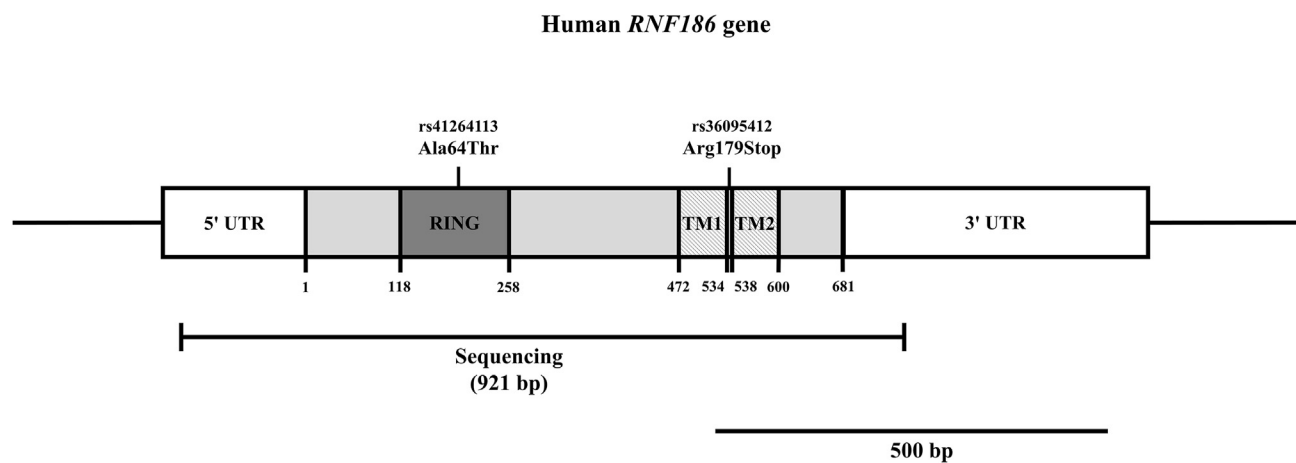 Human RNF186 gene
rs41264113
Ala64Thr
rs36095412
Arg179Stop
5' UTR
RING
TM1
TM2
3' UTR
1
118
258
472
534
538
600
681
Sequencing
(921 bp)
500 bp